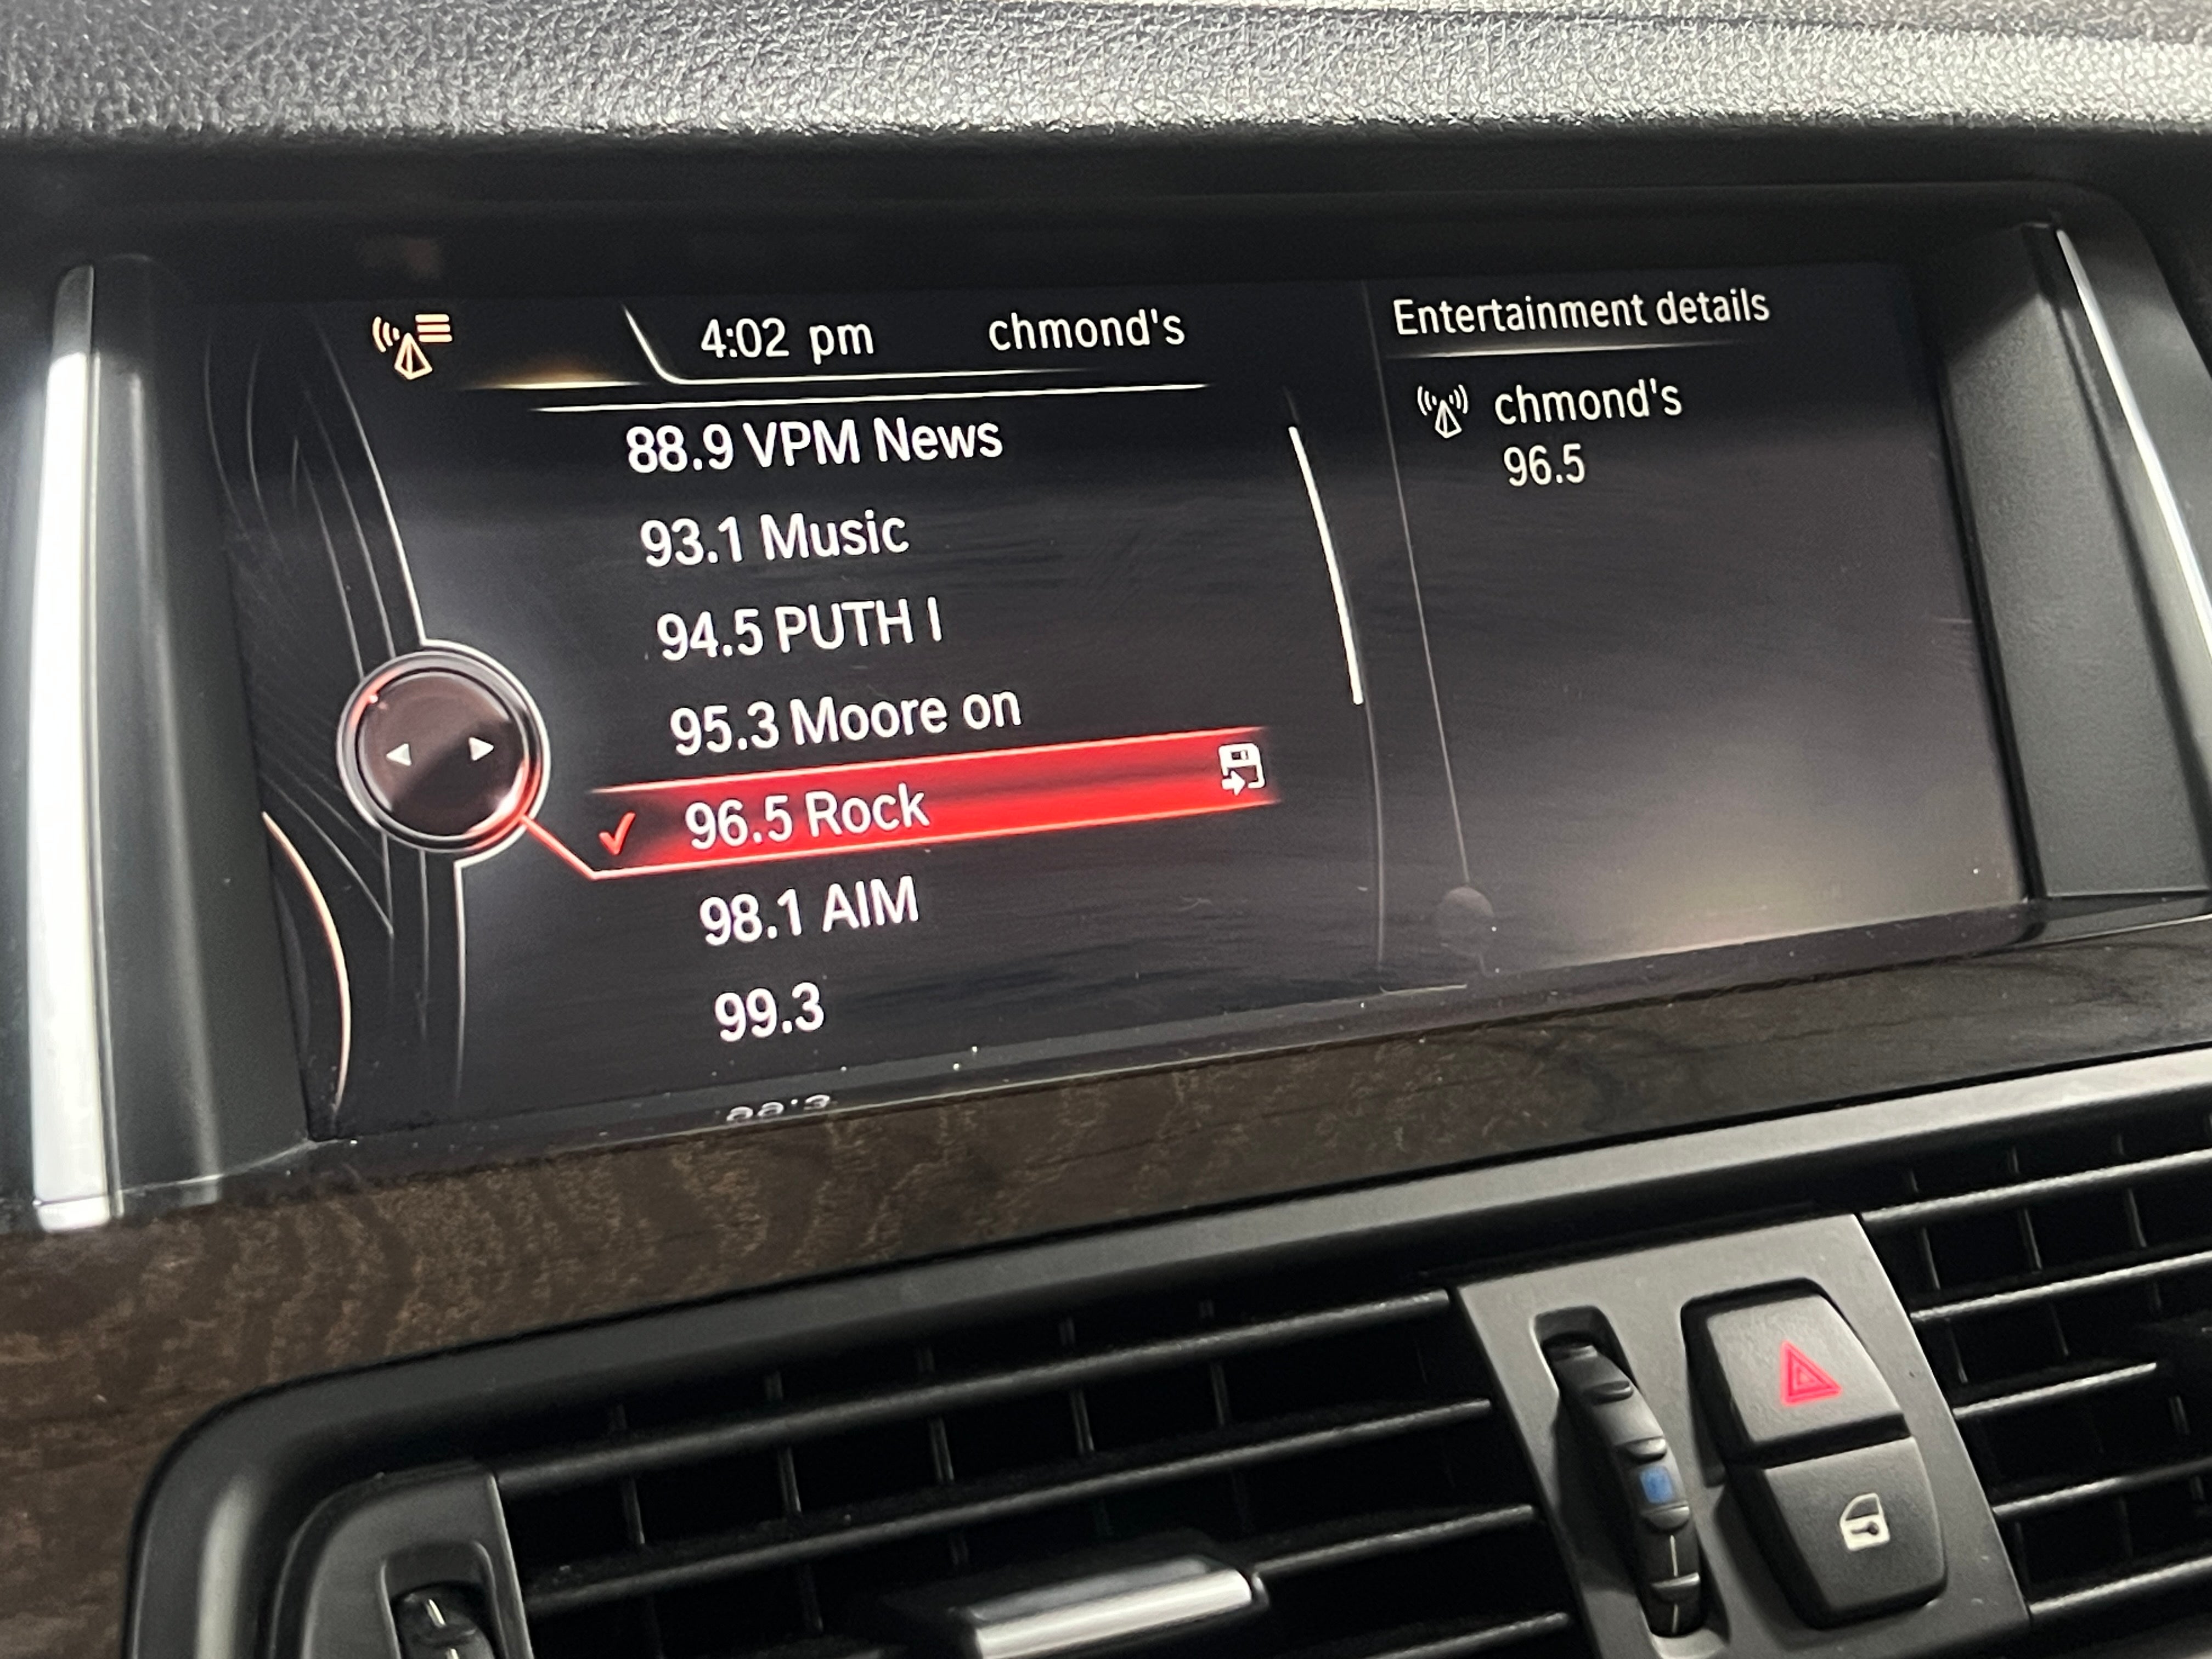 4:02 pm chmond's
88.9 VPM News
93.1 Music
94.5 PUTH I
95.3 Moore on
96.5 Rock
98.1 AIM
99.3
Entertainment details
chmond's
96.5